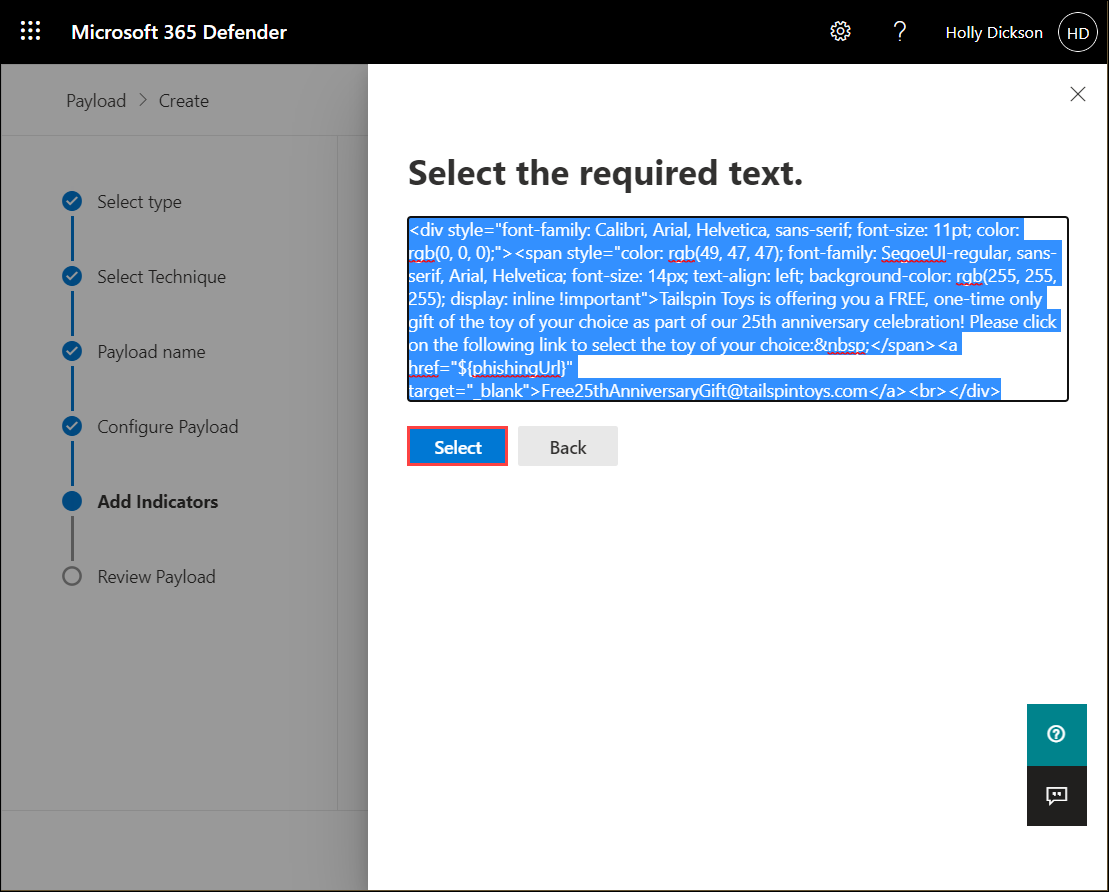 Microsoft 365 Defender
Holly Dickson
HD
Payload > Create
Select type
Select Technique
Payload name
Configure Payload
Add Indicators
Review Payload
Select the required text.
<div style="font-family: Calibri, Arial, Helvetica, sans-serif; font-size: 11pt; color:
rgb(0, 0, 0);"><span style="color: rgb(49, 47, 47); font-family: SegoeUI-regular, sans-
serif, Arial, Helvetica; font-size: 14px; text-align: left; background-color: rgb(255, 255,
255); display: inline !important">Tailspin Toys is offering you a FREE, one-time only
gift of the toy of your choice as part of our 25th anniversary celebration! Please click
on the following link to select the toy of your choice:&nbsp;</span><a
href="${phishingUrl}"
target="_blank">Free25thAnniversaryGift@tailspintoys.com</a><br></div>
Select
Back